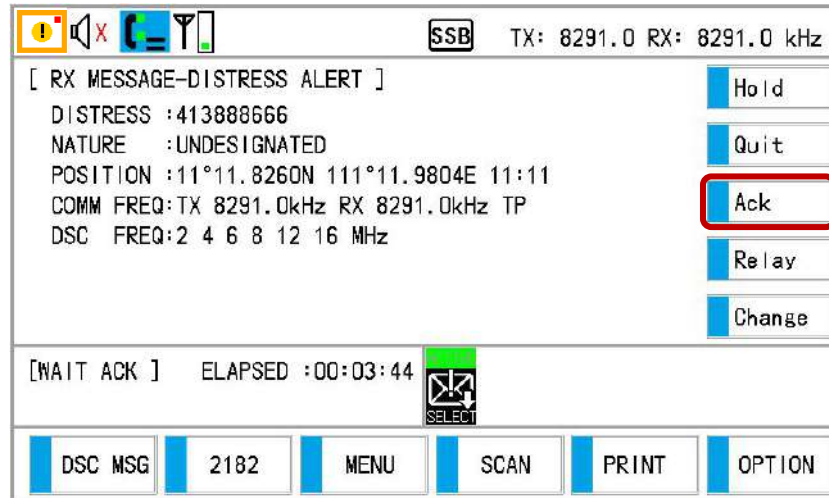 ! X SSB TX: 8291.0 RX: 8291.0 kHz
[ RX MESSAGE-DISTRESS ALERT ]
DISTRESS :413888666
NATURE :UNDESIGNATED
POSITION :11°11.8260N 111°11.9804E 11:11
COMM FREQ:TX 8291.0kHz RX 8291.0kHz TP
DSC FREQ:2 4 6 8 12 16 MHz
Hold
Quit
Ack
Relay
Change
[WAIT ACK ] ELAPSED :00:03:44
SELECT
DSC MSG 2182 MENU SCAN PRINT OPTION